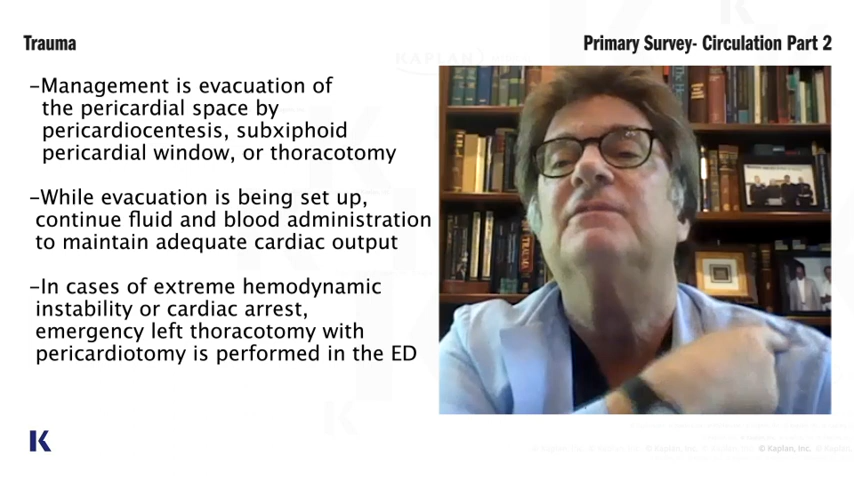 Trauma
Primary Survey- Circulation Part 2
–Management is evacuation of
the pericardial space by
pericardiocentesis, subxiphoid
pericardial window, or thoracotomy
–While evacuation is being set up,
continue fluid and blood administration
to maintain adequate cardiac output
–In cases of extreme hemodynamic
instability or cardiac arrest,
emergency left thoracotomy with
pericardiotomy is performed in the ED
K
© Kaplan, Inc.